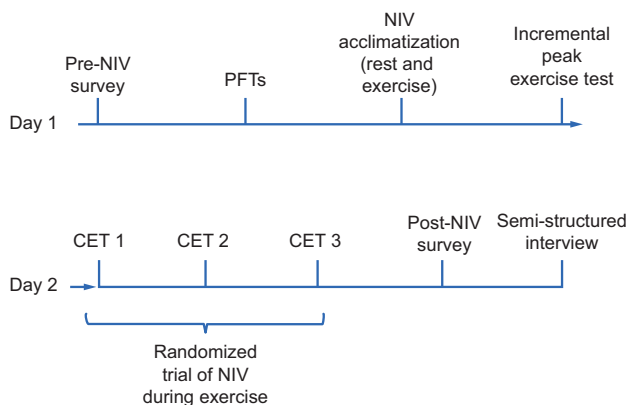 Pre-NIV
survey
PFTs
NIV
acclimatization
(rest and
exercise)
Incremental
peak
exercise test
Day 1
CET 1
CET 2
CET 3
Post-NIV
survey
Semi-structured
interview
Day 2
Randomized
trial of NIV
during exercise